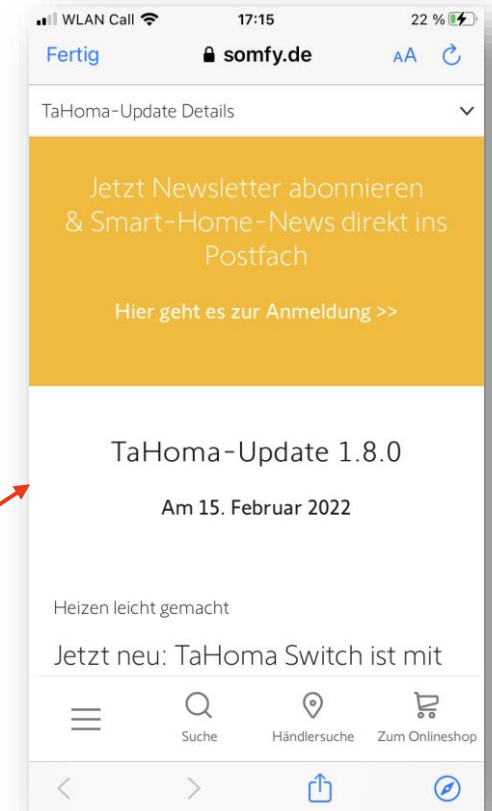 WLAN Call 17:15 22 %
Fertig somfy.de AA
TaHoma-Update Details
Jetzt Newsletter abonnieren
& Smart-Home-News direkt ins
Postfach
Hier geht es zur Anmeldung >>
TaHoma-Update 1.8.0
Am 15. Februar 2022
Heizen leicht gemacht
Jetzt neu: TaHoma Switch ist mit
Suche Händlersuche Zum Onlineshop